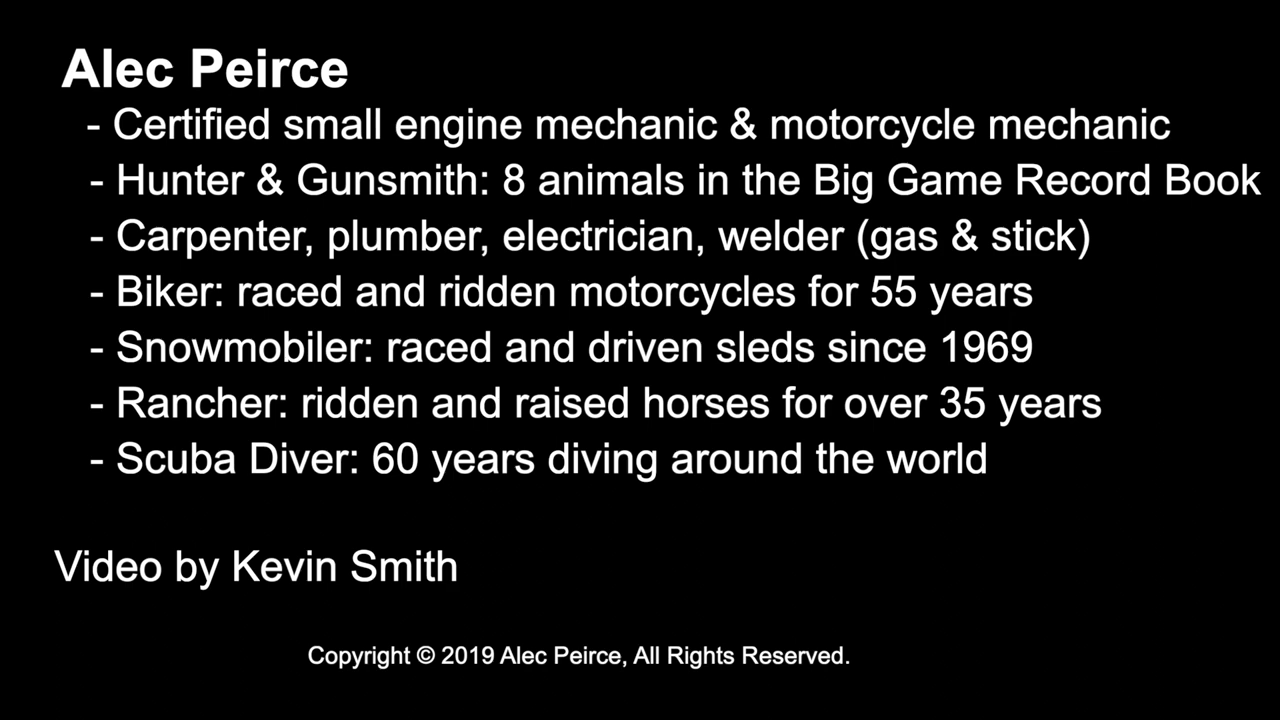 Alec Peirce
- Certified small engine mechanic & motorcycle mechanic
- Hunter & Gunsmith: 8 animals in the Big Game Record Book
- Carpenter, plumber, electrician, welder (gas & stick)
- Biker: raced and ridden motorcycles for 55 years
- Snowmobiler: raced and driven sleds since 1969
- Rancher: ridden and raised horses for over 35 years
- Scuba Diver: 60 years diving around the world
Video by Kevin Smith
Copyright © 2019 Alec Peirce, All Rights Reserved.